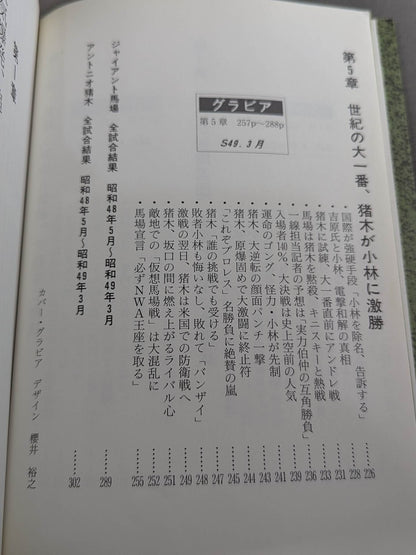 第5章 世紀の大一番、猪木が小林に激勝
・国際が強硬手段「小林を除名、告訴する」……226
・吉原氏と小林、電撃和解の真相……228
・猪木に試練、大一番直前にアンドレ戦……231
・馬場は猪木を黙殺、キニスキーと熱戦……233
・一線担当記者の予想は「実力伯仲の互角勝負」……236
・入場者140%、大決戦は史上空前の人気……239
・運命のゴング、怪力・小林が先制……241
・猪木、大逆転の顔面パンチ一撃……243
・猪木、原爆固めで大激闘に終止符……244
・「これぞプロレス」名勝負に絶賛の嵐……245
・猪木「誰の挑戦でも受ける」……247
・敗者小林も悔いなし、敗れて「バンザイ」……248
・激戦の翌日、猪木は米国での防衛戦へ……249
・猪木・坂口の間に燃え上がるライバル心……251
・敵地での「仮想馬場戦」は大混乱に……252
・馬場宣言「必ずNWA王座を取る」……255
グラビア
第5章 257p〜288p
S49.3月
ジャイアント馬場 全試合結果 昭和48年5月〜昭和49年3月……289
アントニオ猪木 全試合結果 昭和48年5月〜昭和49年3月……302
カバー・グラビア デザイン 櫻井 裕之